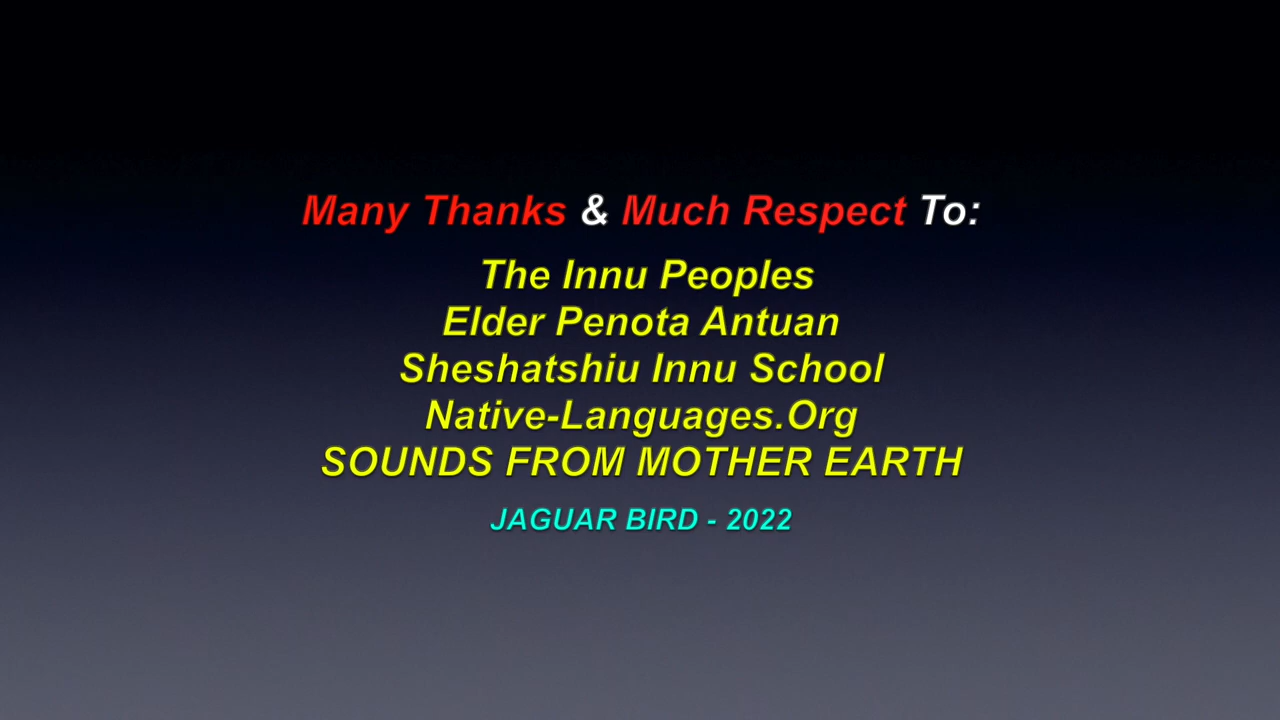 Many Thanks & Much Respect To:
The Innu Peoples
Elder Penota Antuan
Sheshatshiu Innu School
Native-Languages.Org
SOUNDS FROM MOTHER EARTH
JAGUAR BIRD - 2022